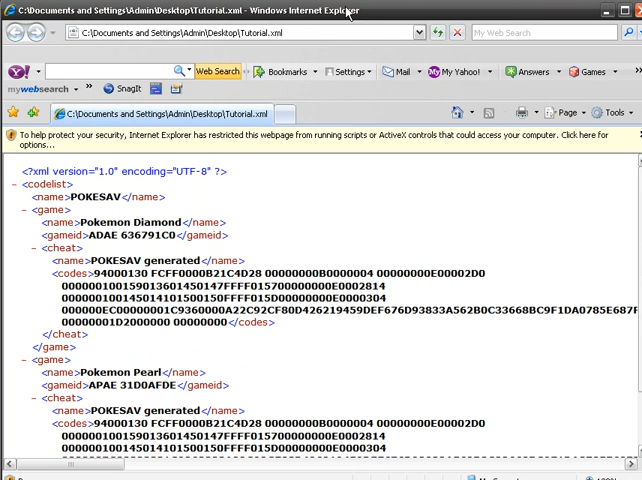 C:\Documents and Settings\Admin\Desktop\Tutorial.xml - Windows Internet Explorer
C:\Documents and Settings\Admin\Desktop\Tutorial.xml
My Web Search
Y! Web Search Bookmarks Settings Mail My Yahoo! Answers Games
mywebsearch SnagIt
C:\Documents and Settings\Admin\Desktop\Tutorial.xml Page Tools
To help protect your security, Internet Explorer has restricted this webpage from running scripts or ActiveX controls that could access your computer. Click here for
options...
<?xml version="1.0" encoding="UTF-8" ?>
- <codelist>
<name>POKESAV</name>
- <game>
<name>Pokemon Diamond</name>
<gameid>ADAE 636791C0</gameid>
- <cheat>
<name>POKESAV generated</name>
<codes>94000130 FCFF0000B21C4D28 00000000B0000004 00000000E00002D0
000000100159013601450147FFFF015700000000E0002814
000000100145014101500150FFFF015D00000000E0000304
000000EC00000001C9360000A22C92CF80D426219459DEF676D93833A562B0C33668BC9F1DA0785E687F
00000001D2000000 00000000</codes>
</cheat>
</game>
- <game>
<name>Pokemon Pearl</name>
<gameid>APAE 31D0AFDE</gameid>
- <cheat>
<name>POKESAV generated</name>
<codes>94000130 FCFF0000B21C4D28 00000000B0000004 00000000E00002D0
000000100159013601450147FFFF015700000000E0002814
000000100145014101500150FFFF015D00000000E0000304